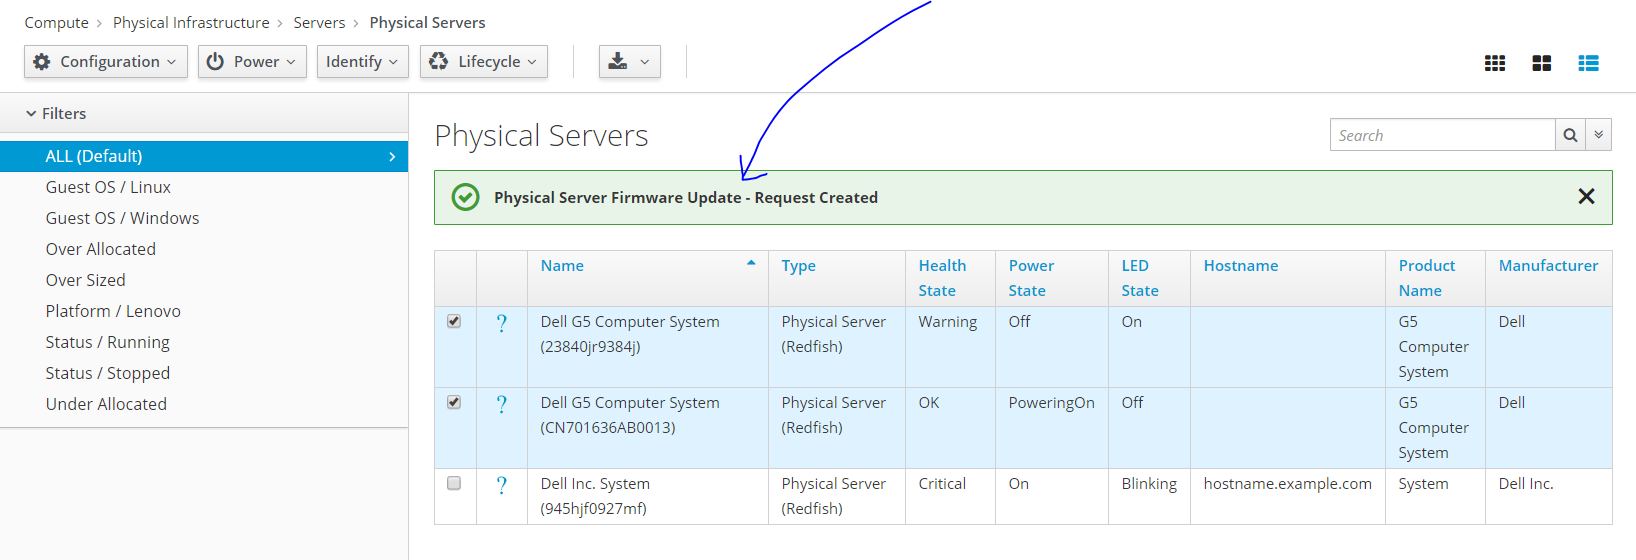 Compute > Physical Infrastructure > Servers > Physical Servers
Configuration Power Identify Lifecycle
Filters
ALL (Default)
Guest OS / Linux
Guest OS / Windows
Over Allocated
Over Sized
Platform / Lenovo
Status / Running
Status / Stopped
Under Allocated
Physical Servers
Search
Physical Server Firmware Update - Request Created
Name Type Health State Power State LED State Hostname Product Name Manufacturer
? Dell G5 Computer System (23840jr9384j) Physical Server (Redfish) Warning Off On G5 Computer System Dell
? Dell G5 Computer System (CN701636AB0013) Physical Server (Redfish) OK PoweringOn Off G5 Computer System Dell
? Dell Inc. System (945hjf0927mf) Physical Server (Redfish) Critical On Blinking hostname.example.com System Dell Inc.